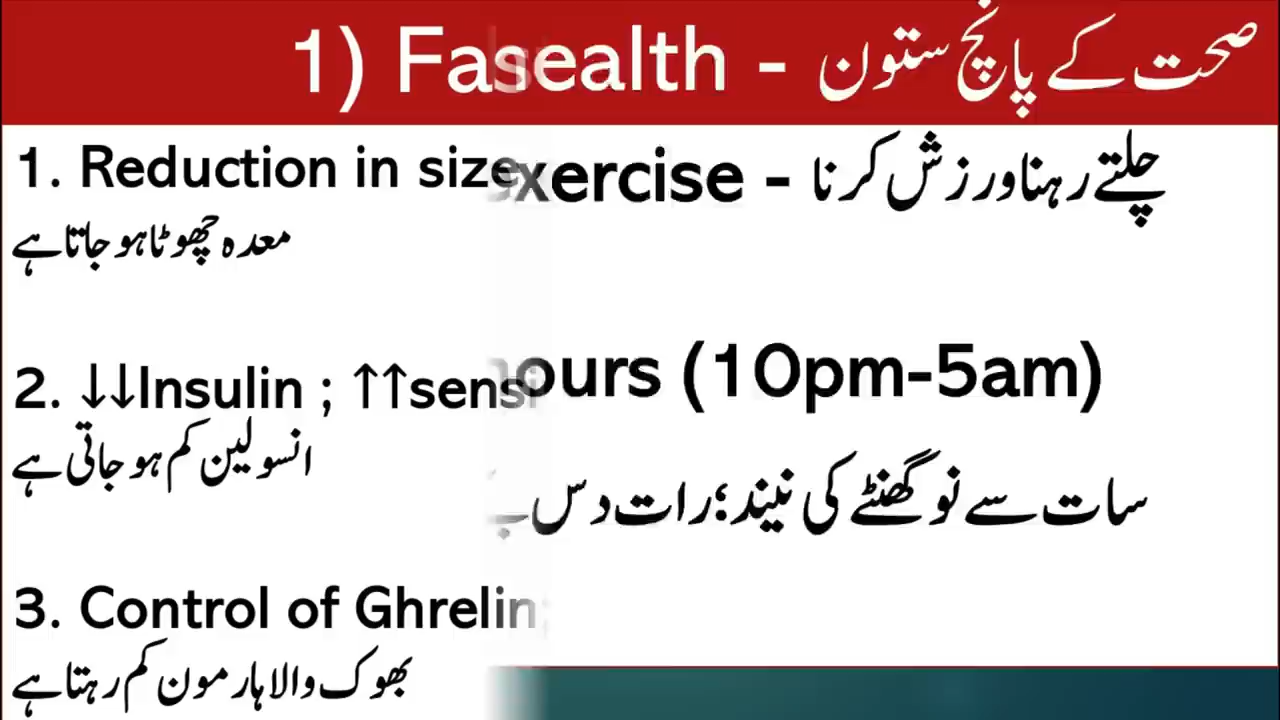 1) Fasealth - صحت کے پانچ ستون
1. Reduction in size
xercise - چلتے رہنا ورزش کرنا
معدہ چھوٹا ہو جاتا ہے
2. ↓↓Insulin ; ↑↑sensi
ours (10pm-5am)
انسولین کم ہو جاتی ہے
سات سے نو گھنٹے کی نیند؛ رات دس
3. Control of Ghrelin;
بھوک والا ہارمون کم رہتا ہے